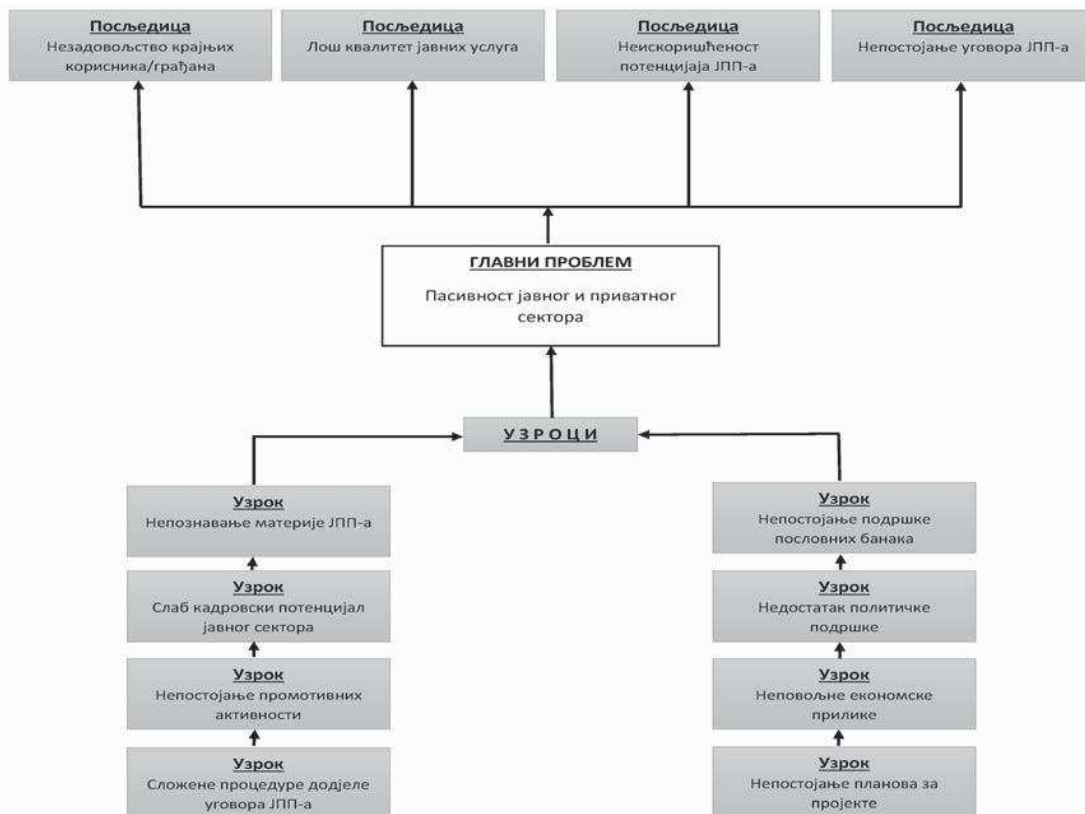 Посљедица
Незадовољство крајњих
корисника/грађана
Посљедица
Лош квалитет јавних услуга
Посљедица
Неискоришћеност
потенцијаја ЈПП-а
Посљедица
Непостојање уговора ЈПП-а
ГЛАВНИ ПРОБЛЕМ
Пасивност јавног и приватног
сектора
У З Р О Ц И
Узрок
Непознавање материје ЈПП-а
Узрок
Слаб кадровски потенцијал
јавног сектора
Узрок
Непостојање промотивних
активности
Узрок
Сложене процедуре додјеле
уговора ЈПП-а
Узрок
Непостојање подршке
пословних банака
Узрок
Недостатак политичке
подршке
Узрок
Неповољне економске
прилике
Узрок
Непостојање планова за
пројекте